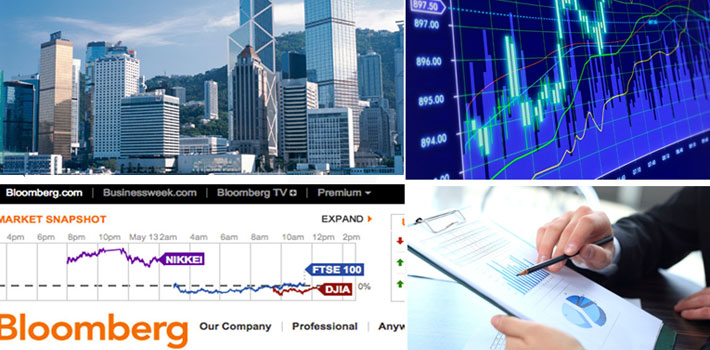 897.50
897.00
896.00
895.00
894.00
Bloomberg.com | Businessweek.com | Bloomberg TV | Premium
MARKET SNAPSHOT
EXPAND
4pm 6pm 8pm 10pm May 13 2am 4am 6am 8am 10am 12pm 2pm
NIKKEI
FTSE 100
0%
DJIA
Bloomberg
Our Company | Professional | Anyw